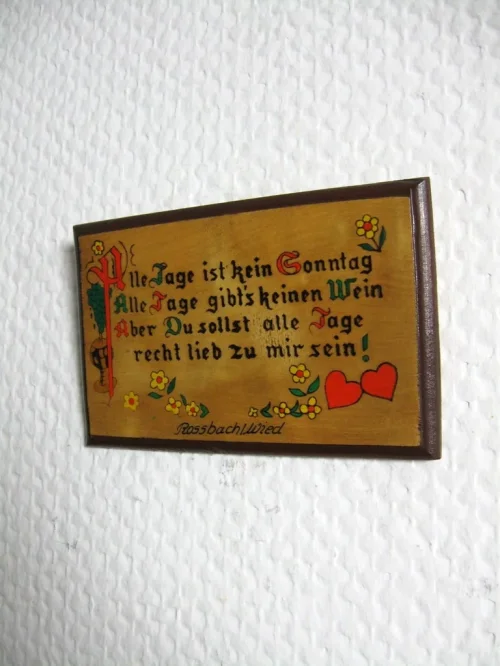 Alle Tage ist kein Sonntag
Alle Tage gibt's keinen Wein
Aber Du sollst alle Tage
recht lieb zu mir sein!
Rossbach/Wied